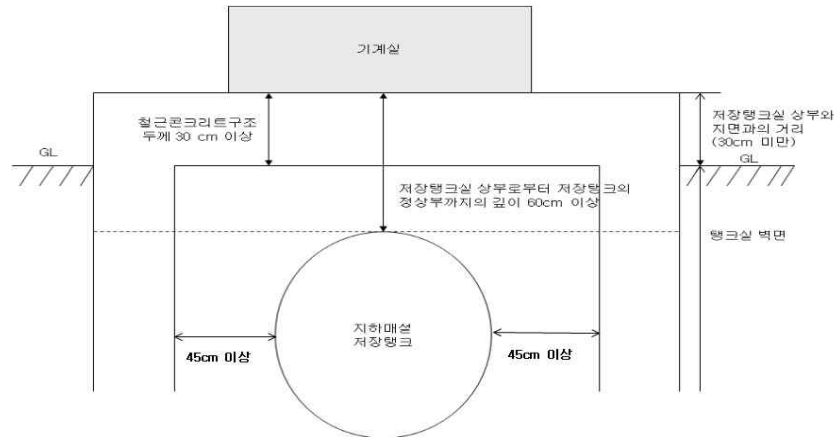 기계실
철근콘크리트구조
두께 30 cm 이상
저장탱크실 상부와
지면과의 거리
(30cm 미만)
GL
GL
저장탱크실 상부로부터 저장탱크의
정상부까지의 깊이 60cm 이상
탱크실 벽면
지하매설
저장탱크
45cm 이상
45cm 이상